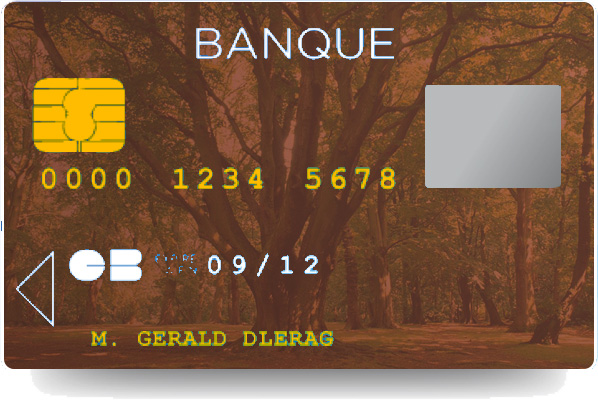 BANQUE
0000 1234 5678
CB
09/12
M. GERALD DLERAG